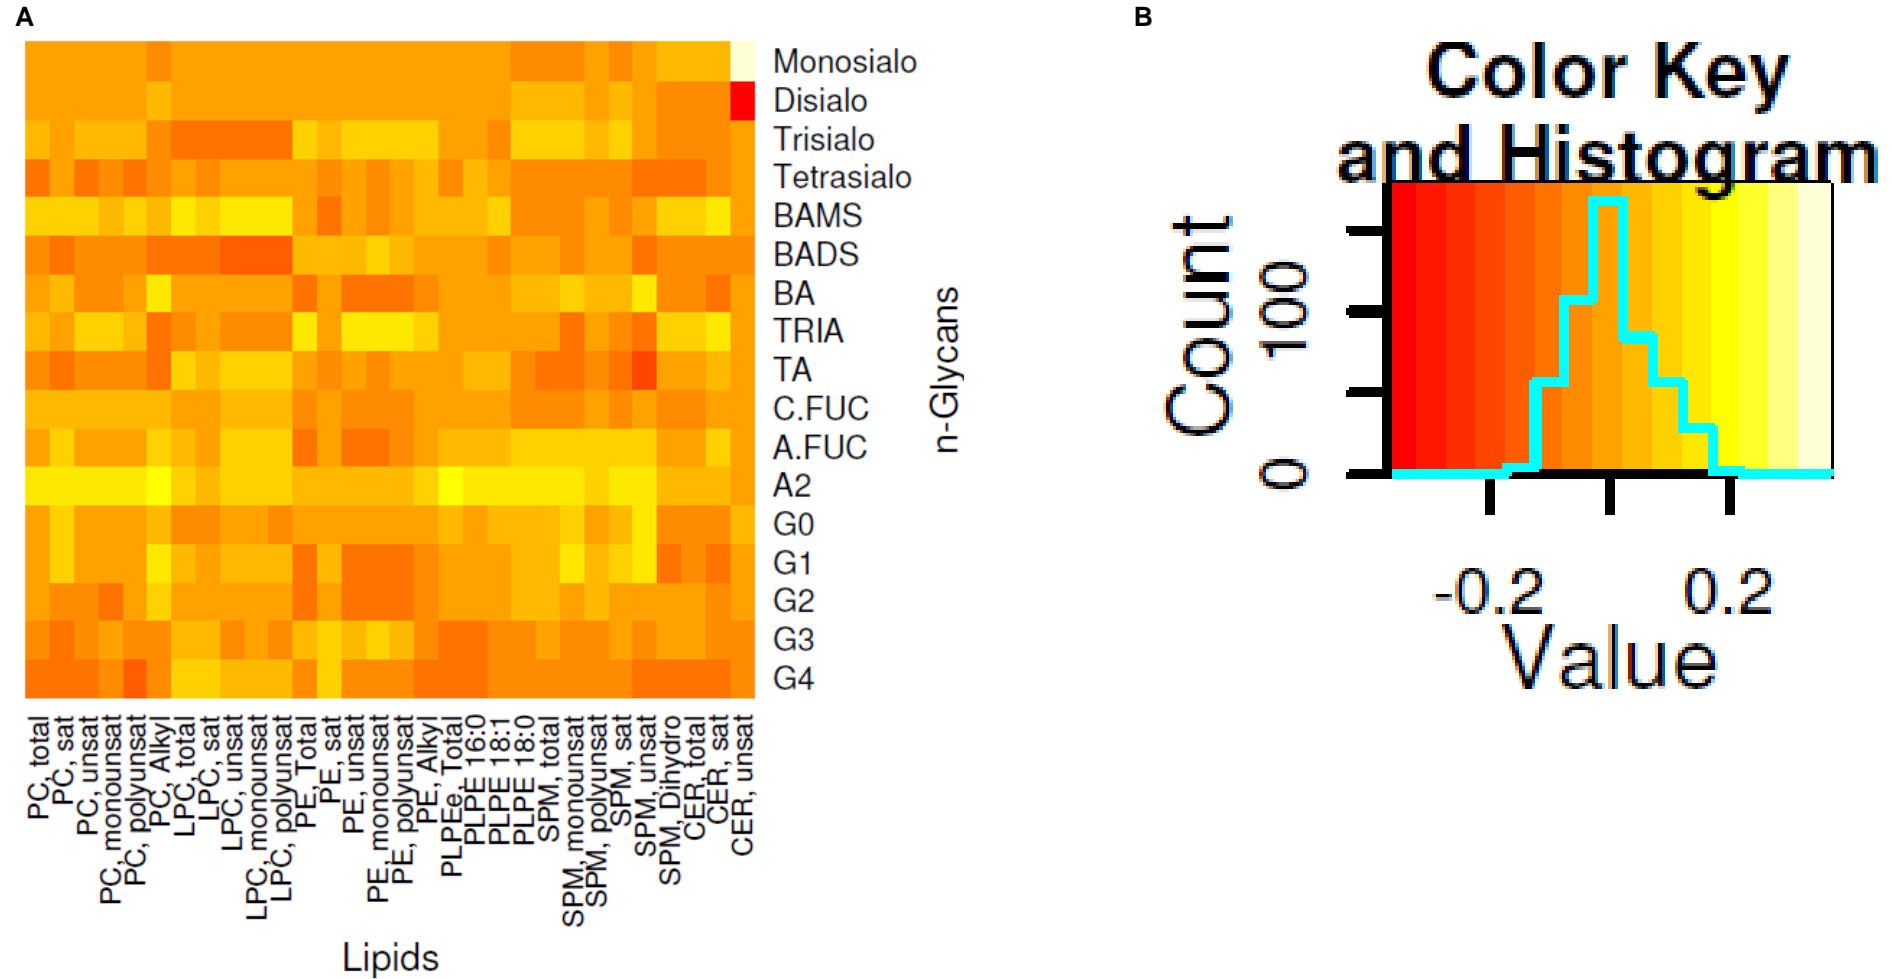 A
Monosialo
Disialo
Trisialo
Tetrasialo
BAMS
BADS
BA
TRIA
TA
C.FUC
A.FUC
A2
G0
G1
G2
G3
G4
n-Glycans
PC, total
PC, sat
PC, unsat
PC, monounsat
PC, polyunsat
PC, Alkyl
LPC, total
LPC, sat
LPC, unsat
LPC, monounsat
LPC, polyunsat
PE, Total
PE, sat
PE, unsat
PE, monounsat
PE, polyunsat
PE, Alkyl
PLPEe, Total
PLPE 16:0
PLPE 18:1
PLPE 18:0
SPM, total
SPM, monounsat
SPM, polyunsat
SPM, sat
SPM, unsat
SPM, Dihydro
CER, total
CER, sat
CER, unsat
Lipids
B
Color Key
and Histogram
Count
0
100
-0.2
0.2
Value